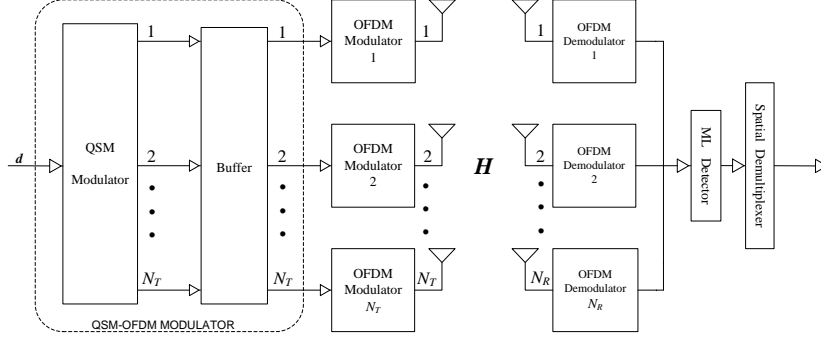 d
QSM
Modulator
1
2
N_T
Buffer
1
2
N_T
QSM-OFDM MODULATOR
OFDM
Modulator
1
1
OFDM
Modulator
2
2
OFDM
Modulator
N_T
N_T
H
1
OFDM
Demodulator
1
2
OFDM
Demodulator
2
N_R
OFDM
Demodulator
N_R
ML Detector
Spatial Demultiplexer